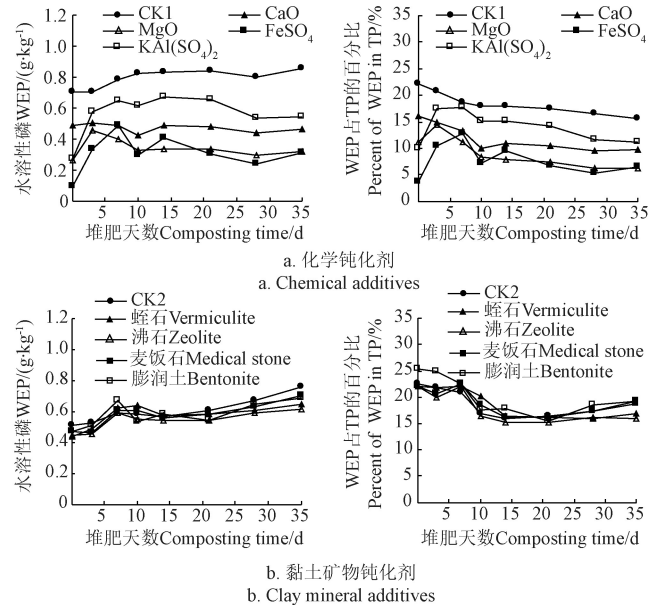 水溶性磷WEP/(g·kg⁻¹)
1.2
1.0
0.8
0.6
0.4
0.2
0
CK1
CaO
MgO
FeSO₄
KAl(SO₄)₂
0 5 10 15 20 25 30 35
堆肥天数Composting time/d
WEP占TP的百分比
Percent of WEP in TP/%
35
30
25
20
15
10
5
0
CK1
CaO
MgO
FeSO₄
KAl(SO₄)₂
0 5 10 15 20 25 30 35
堆肥天数Composting time/d
a. 化学钝化剂
a. Chemical additives
水溶性磷WEP/(g·kg⁻¹)
1.2
1.0
0.8
0.6
0.4
0.2
0
CK2
蛭石Vermiculite
沸石Zeolite
麦饭石Medical stone
膨润土Bentonite
0 5 10 15 20 25 30 35
堆肥天数Composting time/d
WEP占TP的百分比
Percent of WEP in TP/%
35
30
25
20
15
10
5
0
CK2
蛭石Vermiculite
沸石Zeolite
麦饭石Medical stone
膨润土Bentonite
0 5 10 15 20 25 30 35
堆肥天数Composting time/d
b. 黏土矿物钝化剂
b. Clay mineral additives